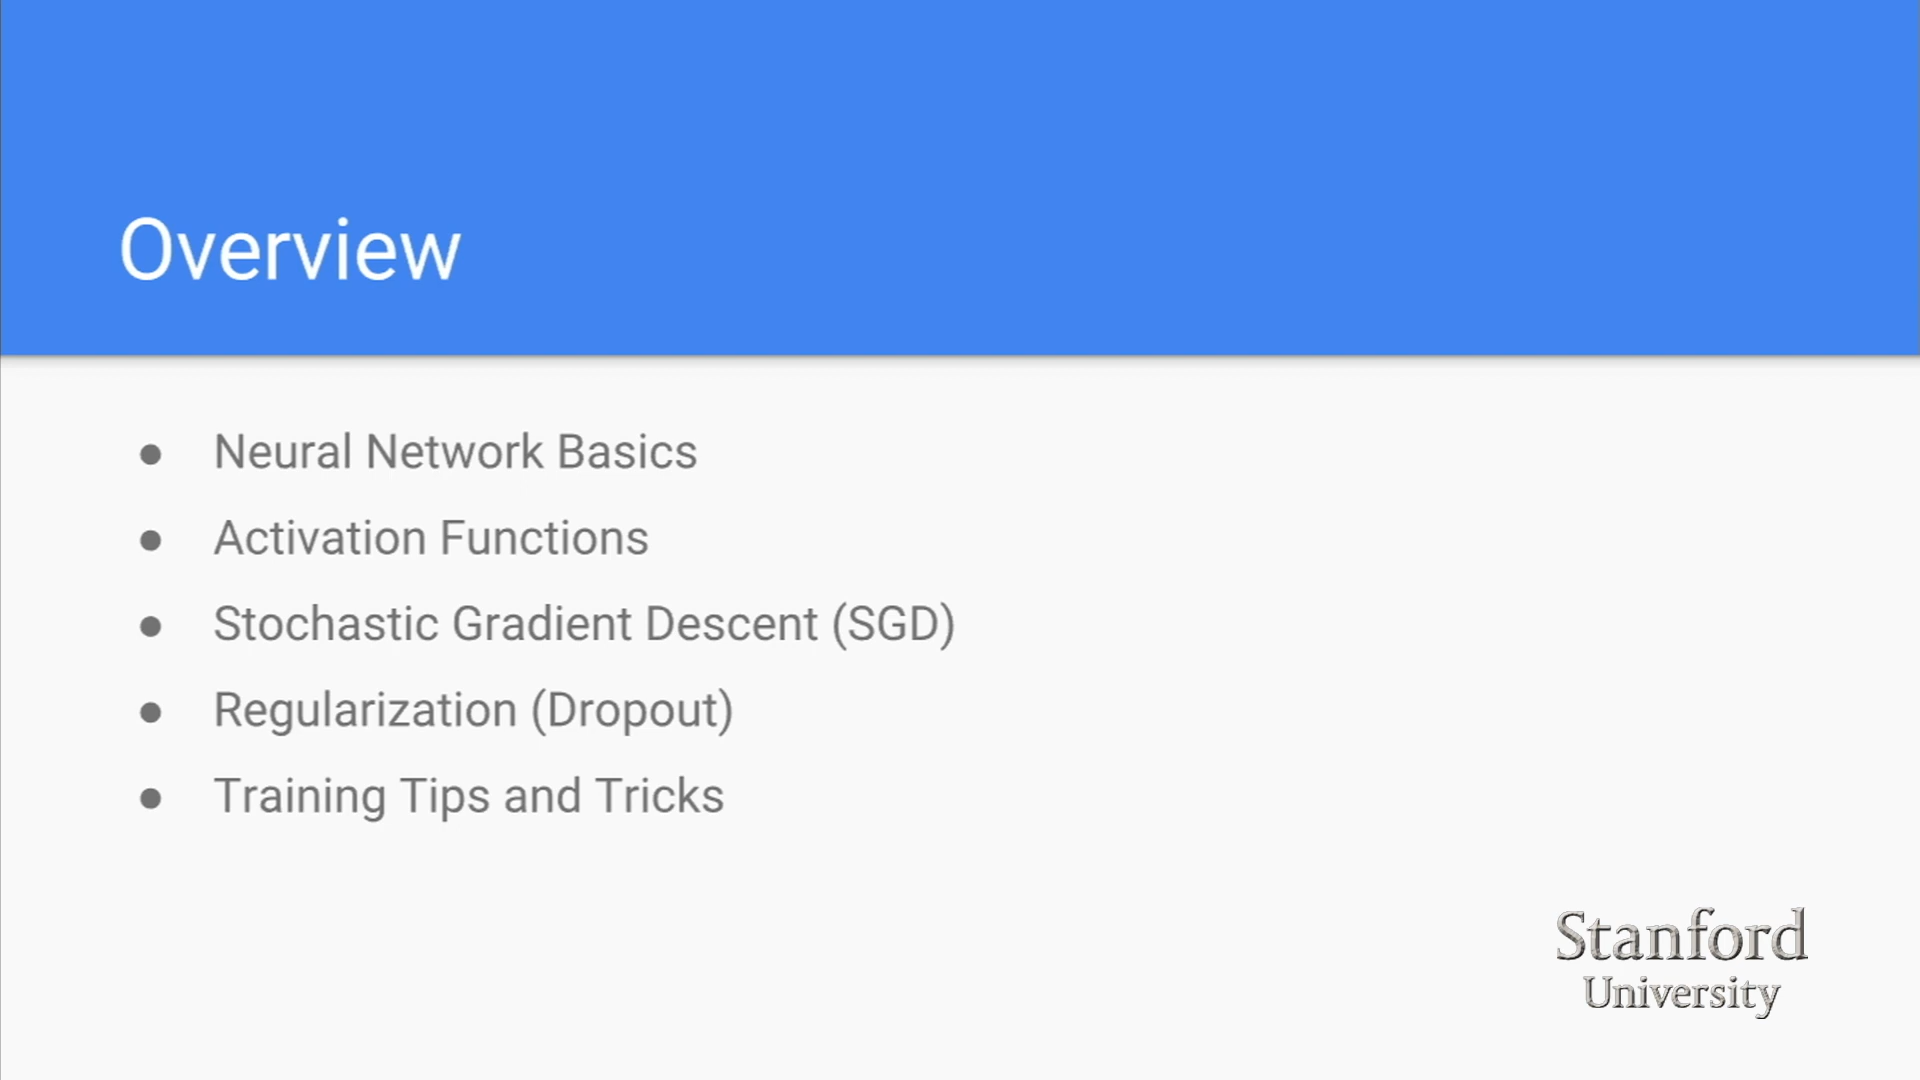 Overview
● Neural Network Basics
● Activation Functions
● Stochastic Gradient Descent (SGD)
● Regularization (Dropout)
● Training Tips and Tricks
Stanford
University